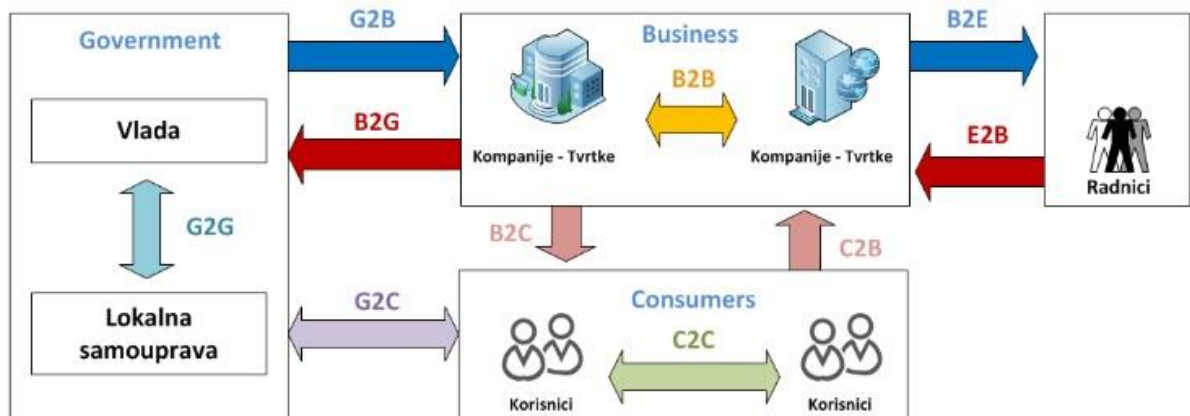 G2B
B2E
Government
Business
B2B
Vlada
B2G
E2B
Kompanije - Tvrtke
Kompanije - Tvrtke
Radnici
G2G
B2C
C2B
G2C
Consumers
Lokalna
samouprava
C2C
Korisnici
Korisnici